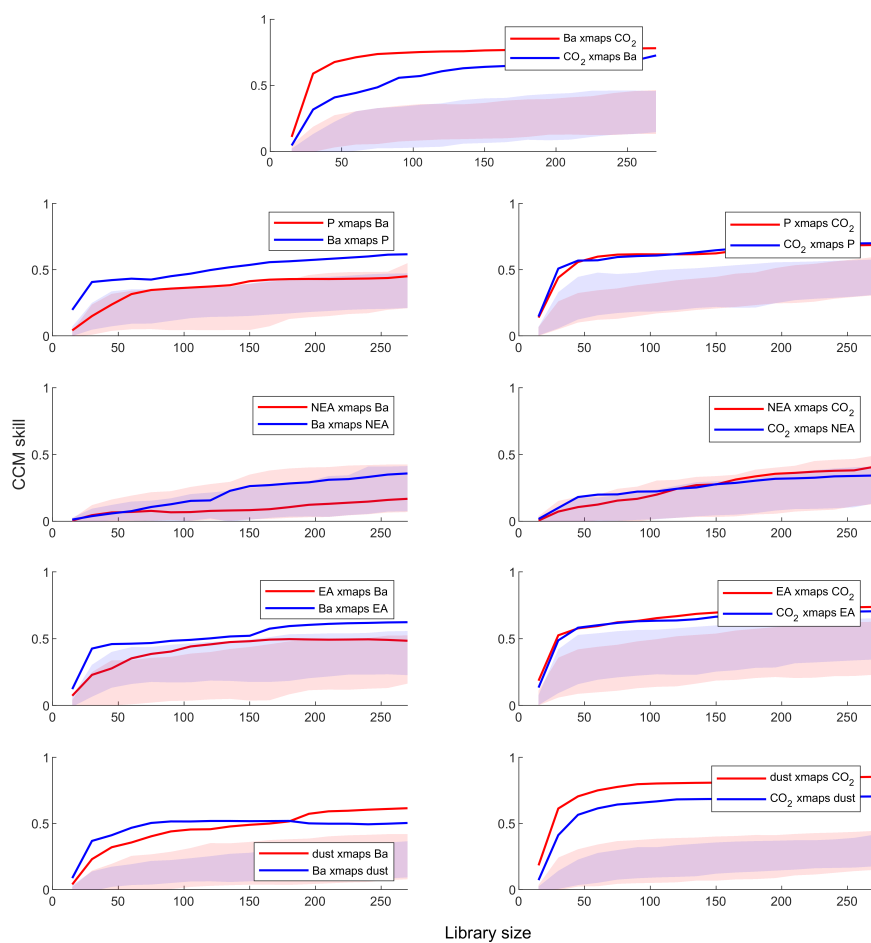 1
0.5
0
0 50 100 150 200 250
Ba xmaps CO2
CO2 xmaps Ba
1
0.5
0
0 50 100 150 200 250
P xmaps Ba
Ba xmaps P
1
0.5
0
0 50 100 150 200 250
P xmaps CO2
CO2 xmaps P
CCM skill
1
0.5
0
0 50 100 150 200 250
NEA xmaps Ba
Ba xmaps NEA
1
0.5
0
0 50 100 150 200 250
NEA xmaps CO2
CO2 xmaps NEA
1
0.5
0
0 50 100 150 200 250
EA xmaps Ba
Ba xmaps EA
1
0.5
0
0 50 100 150 200 250
EA xmaps CO2
CO2 xmaps EA
1
0.5
0
0 50 100 150 200 250
dust xmaps Ba
Ba xmaps dust
1
0.5
0
0 50 100 150 200 250
dust xmaps CO2
CO2 xmaps dust
Library size